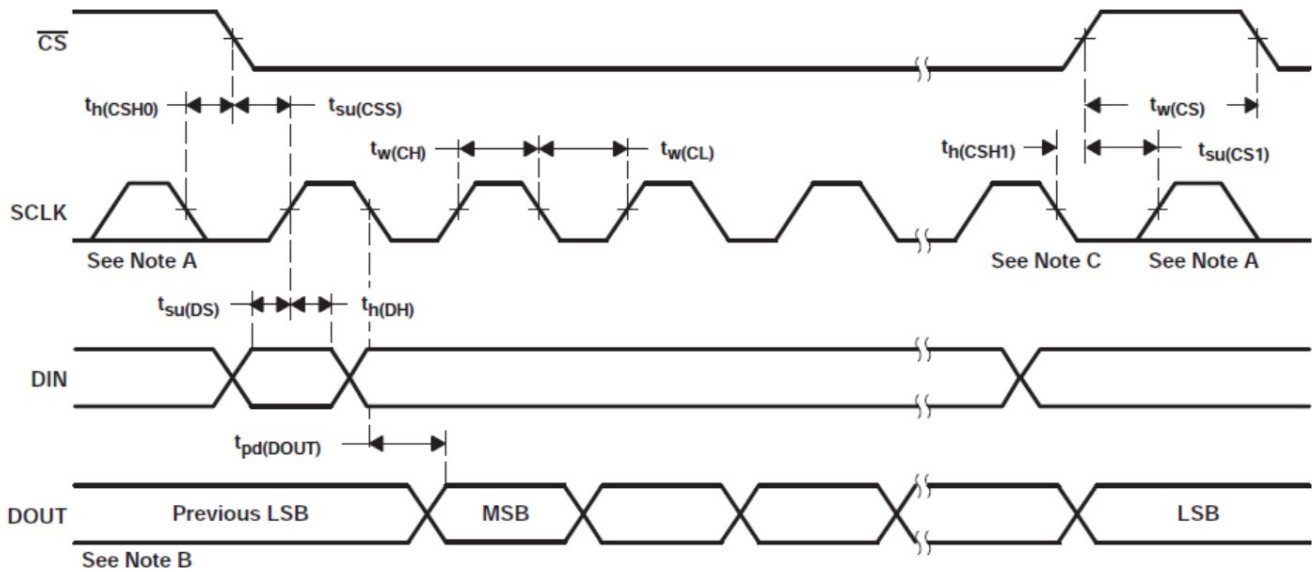 CS
th(CSH0)
tsu(CSS)
tw(CS)
tw(CH)
tw(CL)
th(CSH1)
tsu(CS1)
SCLK
See Note A
See Note C
See Note A
tsu(DS)
th(DH)
DIN
tpd(DOUT)
DOUT
Previous LSB
MSB
LSB
See Note B